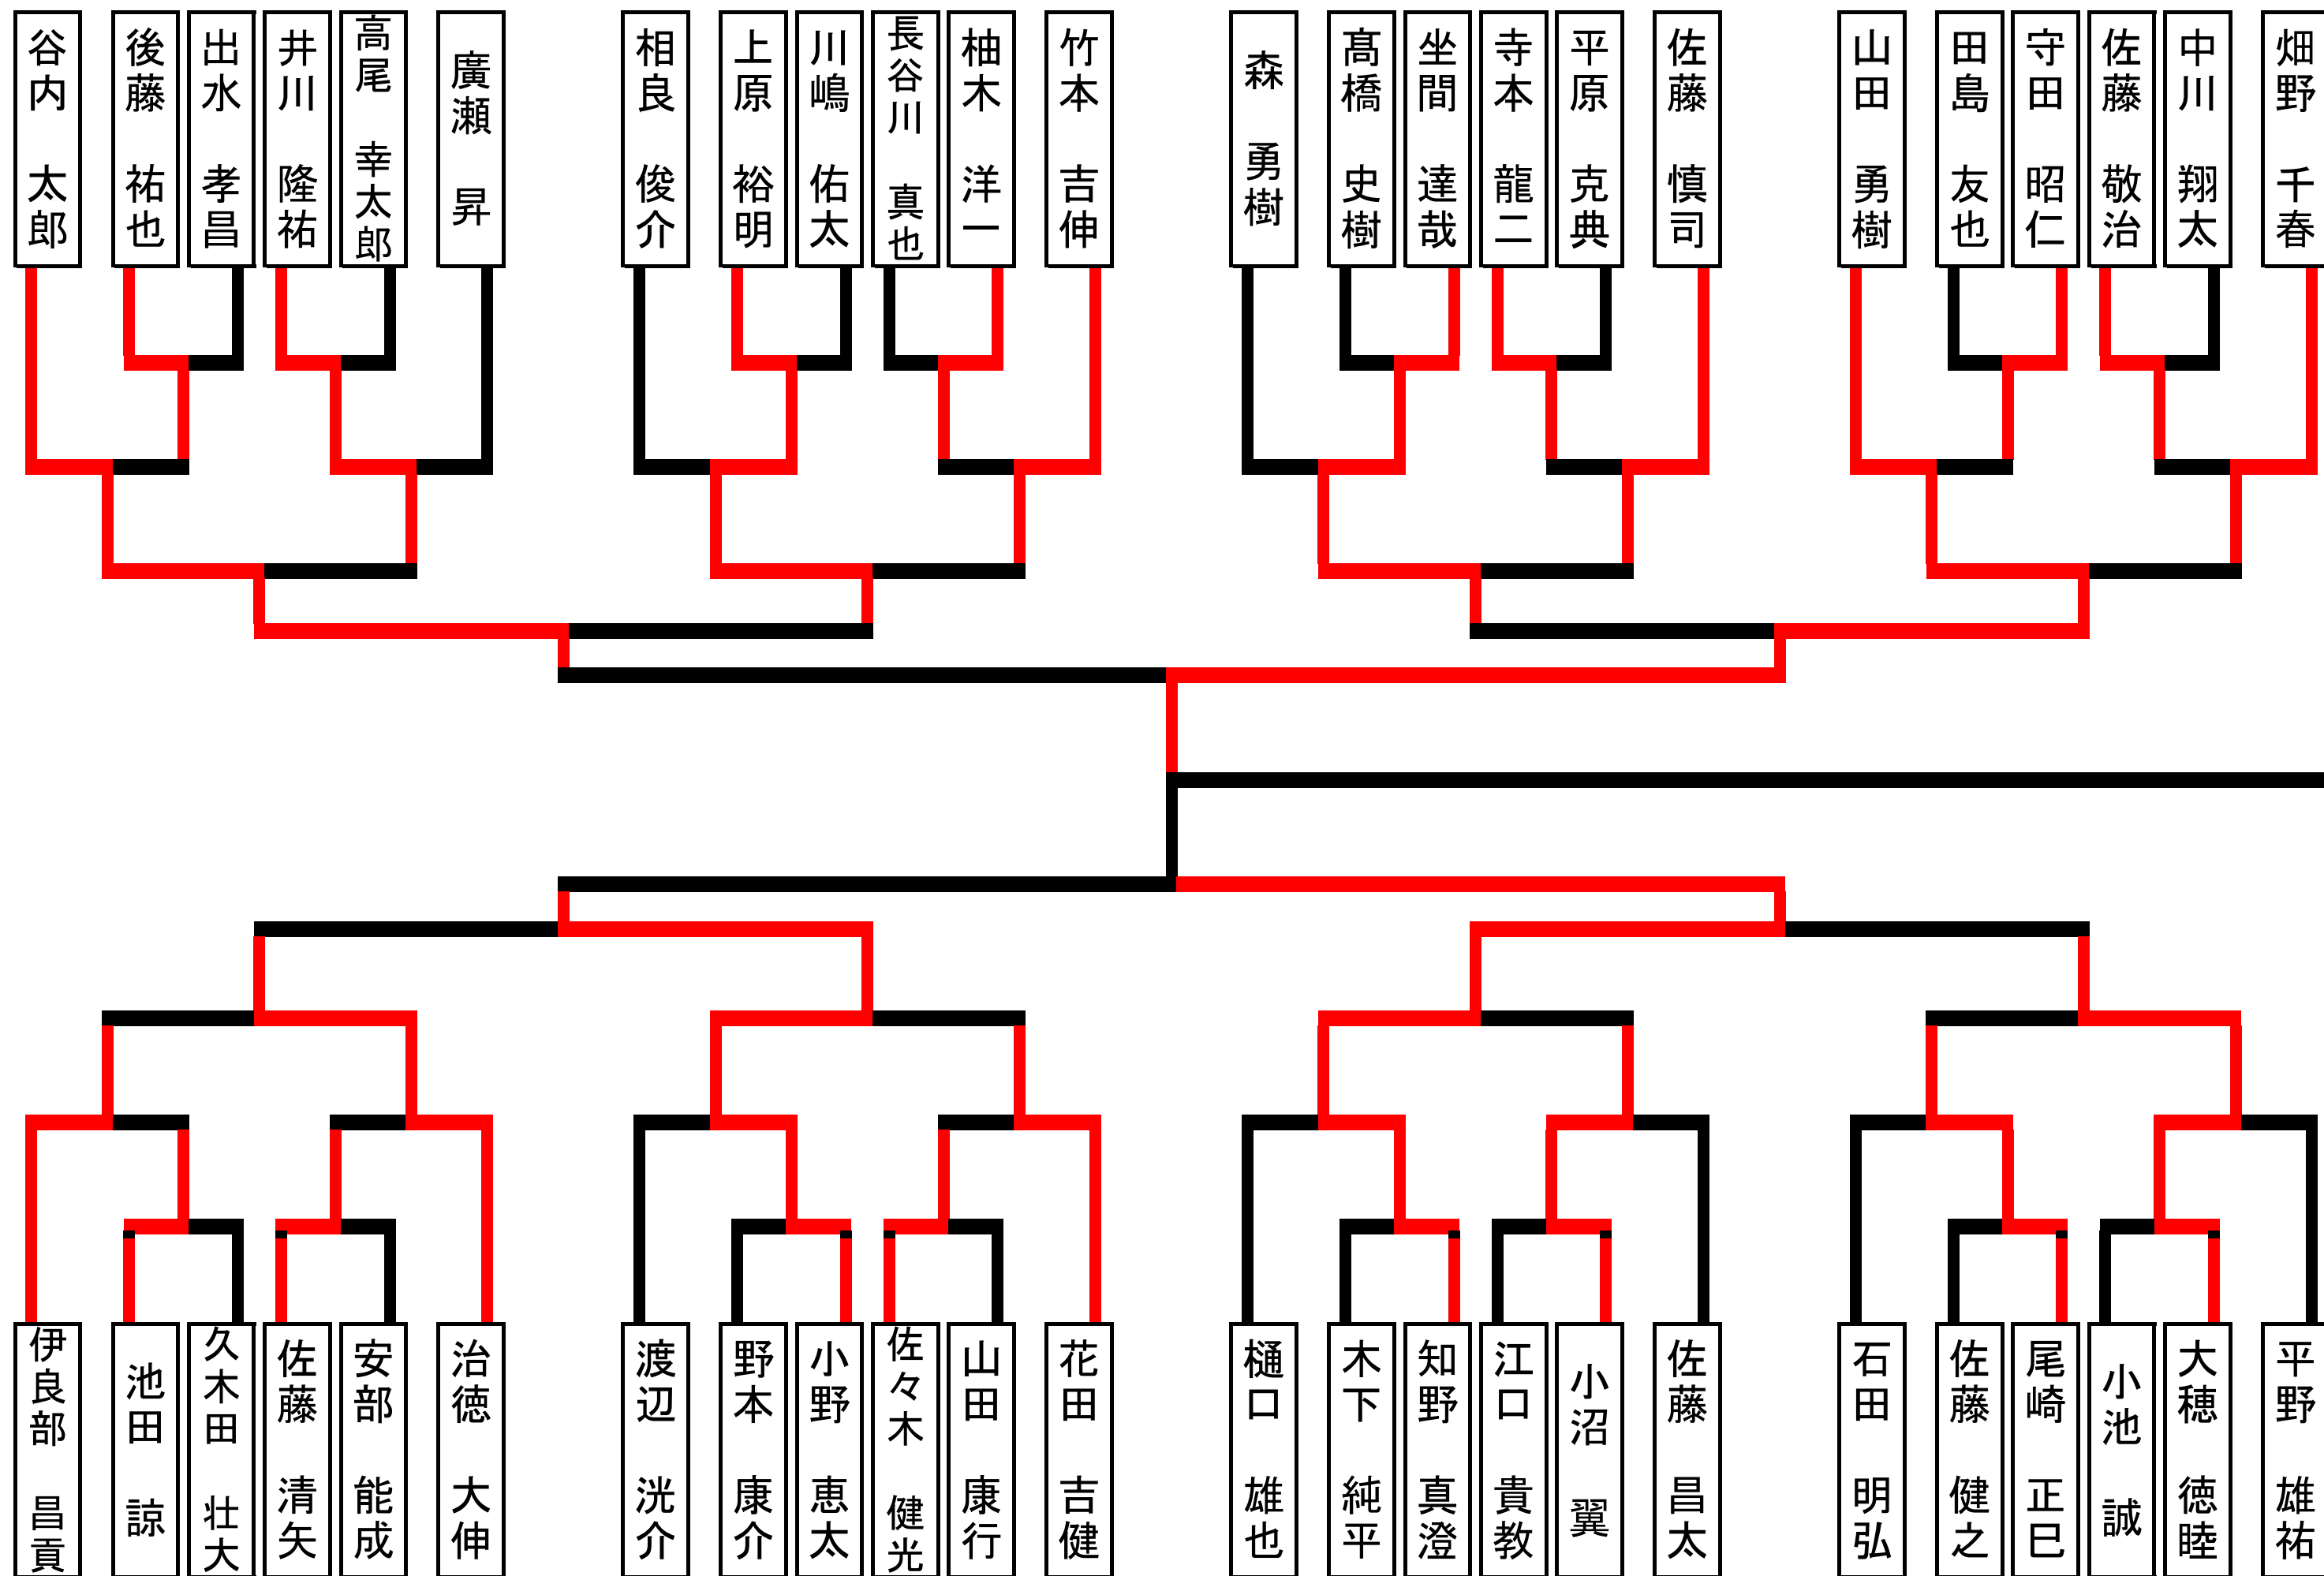 谷内 太郎
後藤 祐也
出水 孝昌
井川 隆祐
高尾 幸太郎
廣瀬 昇
相良 俊介
上原 裕明
川嶋 佑太
長谷川 真也
柚木 洋一
竹本 吉伸
森 勇樹
髙橋 史樹
坐間 達哉
寺本 龍二
平原 克典
佐藤 慎司
山田 勇樹
田島 友也
守田 昭仁
佐藤 敬治
中川 翔太
畑野 千春
伊良部 昌貢
池田 諒
久木田 壮大
佐藤 清矢
安部 能成
治徳 大伸
渡辺 洸介
野本 康介
小野 恵太
佐々木 健光
山田 康行
花田 吉健
樋口 雄也
木下 純平
知野 真澄
江口 貴教
小沼 翼
佐藤 昌太
石田 明弘
佐藤 健之
尾崎 正巳
小池 誠
大穂 徳睦
平野 雄祐